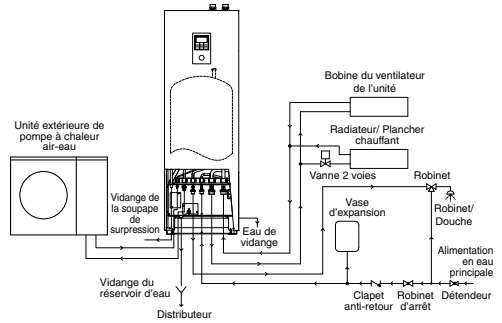 Bobine du ventilateur
de l'unité
Unité extérieure de
pompe à chaleur
air-eau
Radiateur/ Plancher
chauffant
Vanne 2 voies
Robinet
Vidange de
la soupape
de
surpression
Vase
d'expansion
Robinet/
Douche
Eau de
vidange
Alimentation
en eau
principale
Vidange du
réservoir d'eau
Clapet
anti-retour
Robinet
d'arrêt
Détendeur
Distributeur